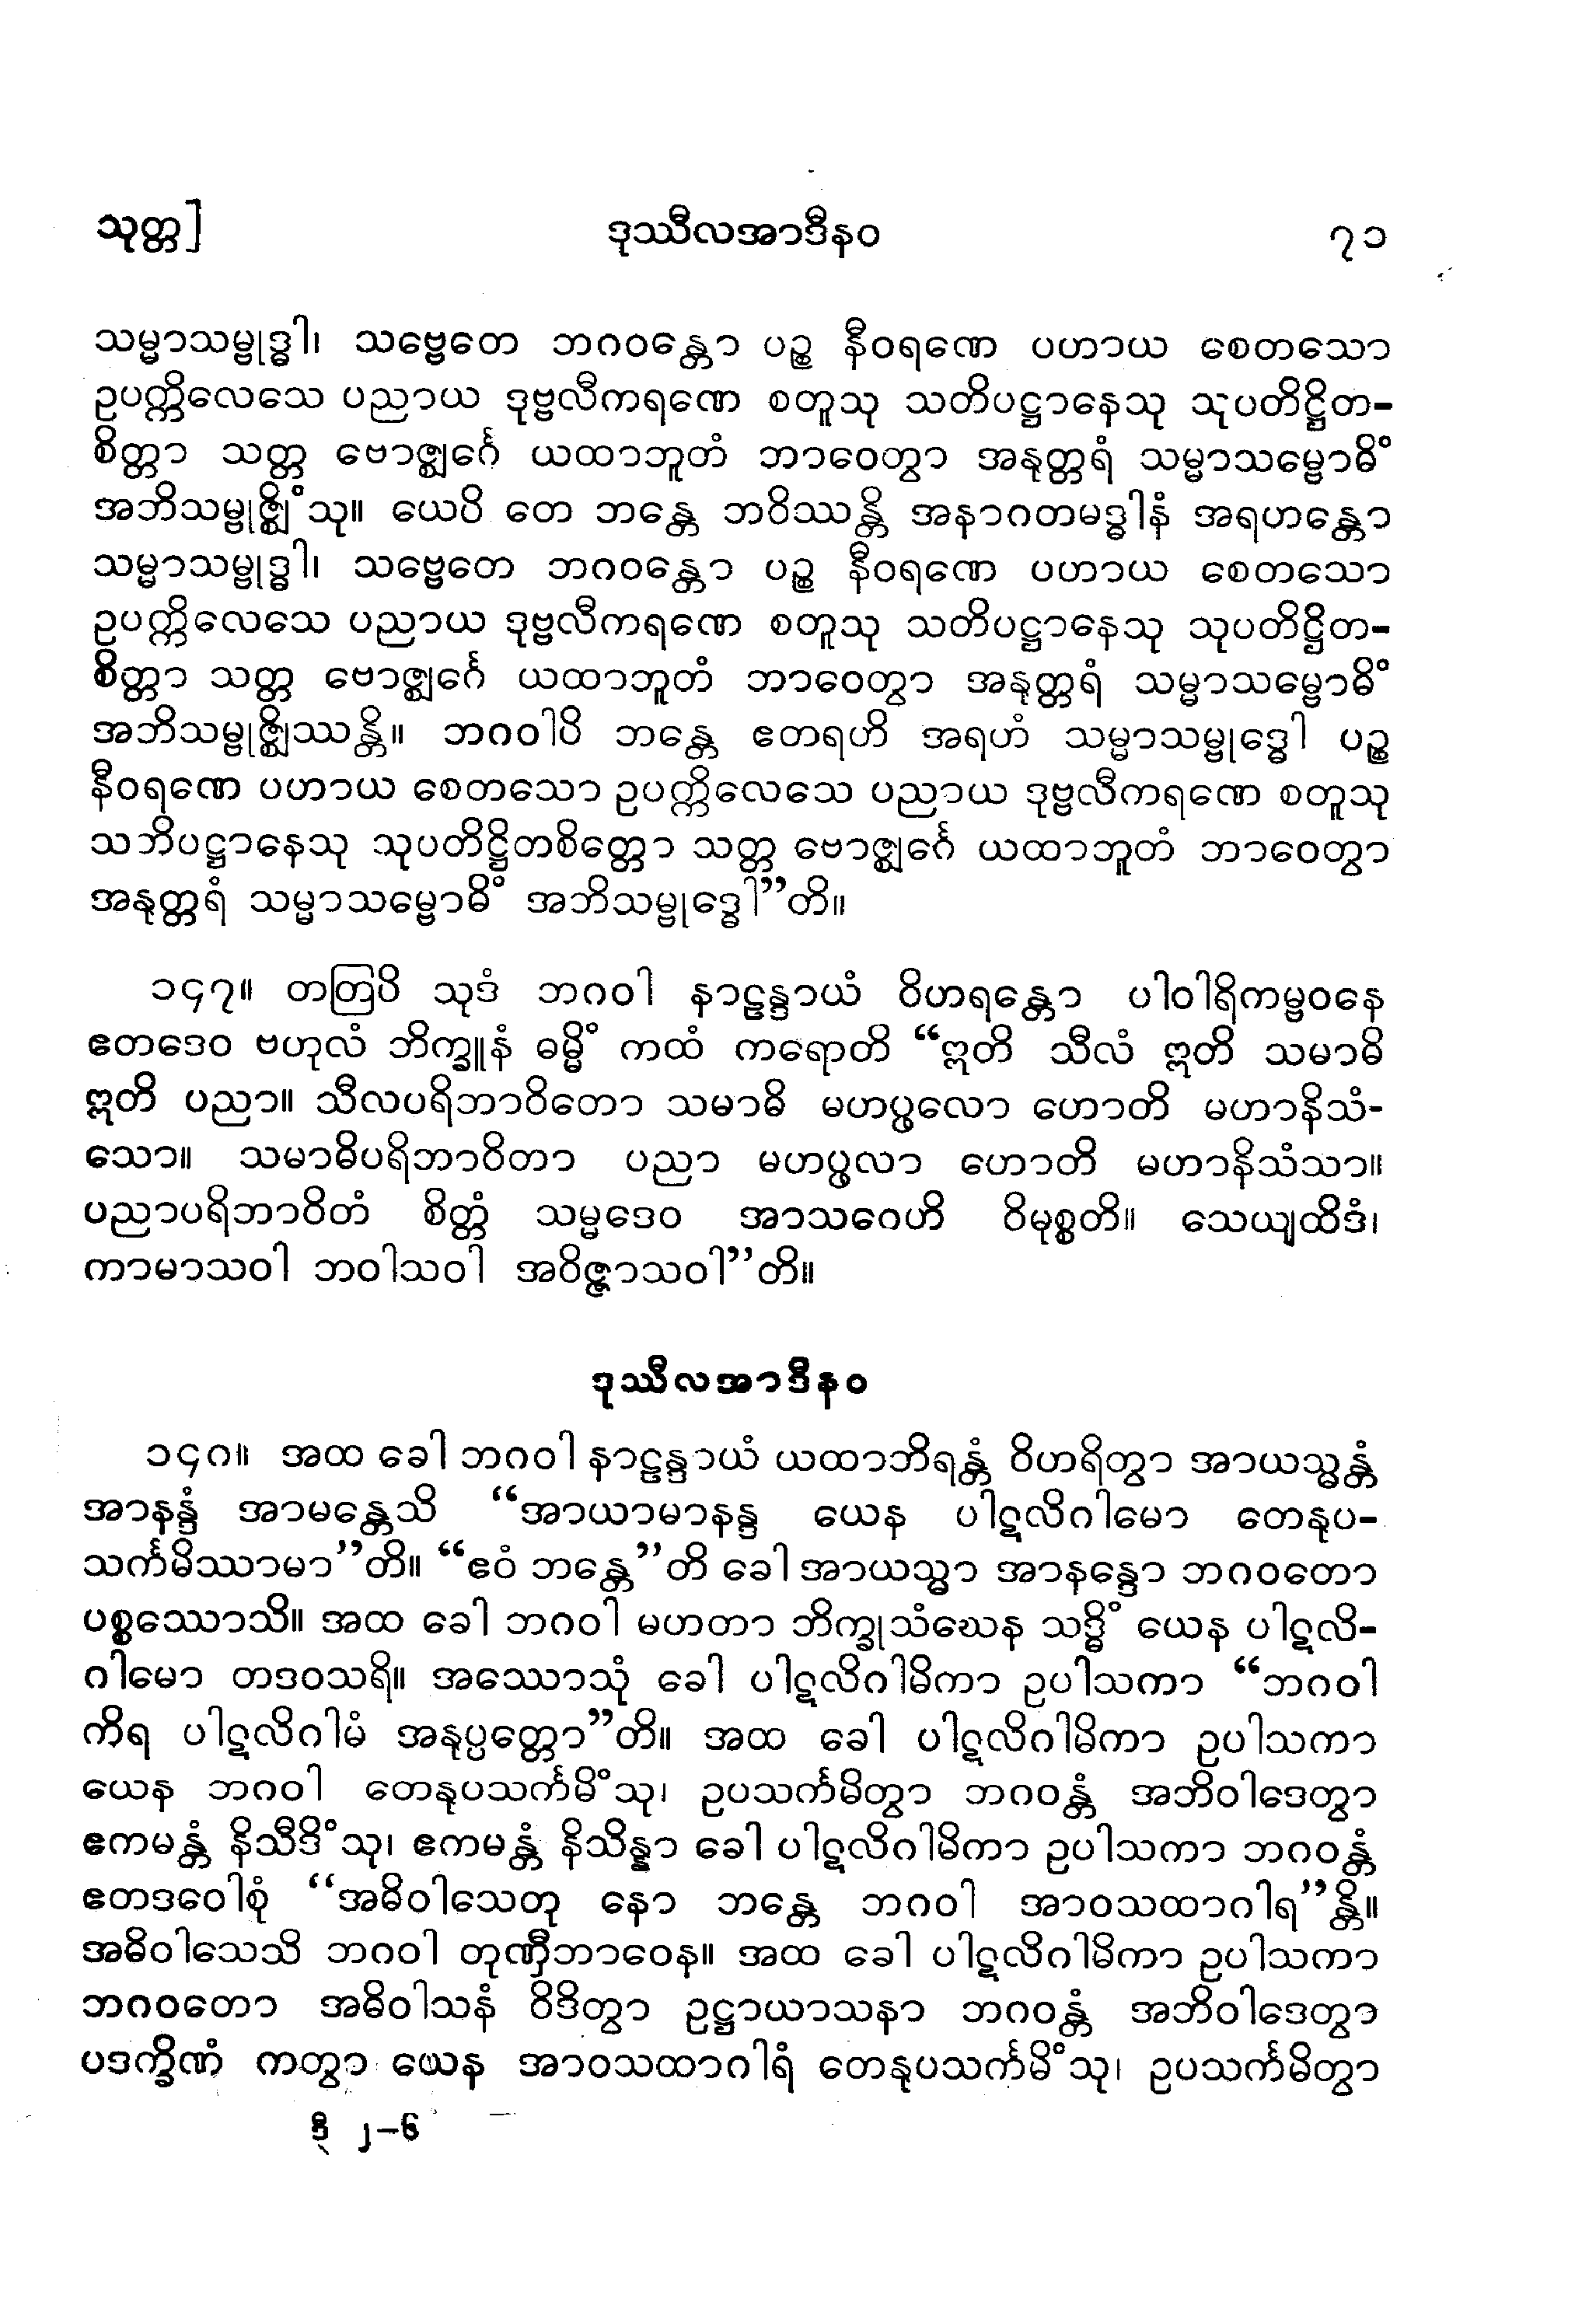 သုတ္တ] ဒုဿီလအာဒီနဝ ၇၁
သမ္မာသမ္ဗုဒ္ဓါ၊ သဗ္ဗေတေ ဘဂဝန္တော ပဉ္စ နီဝရဏေ ပဟာယ စေတသော
ဥပက္ကိလေသေ ပညာယ ဒုဗ္ဗလီကရဏေ စတူသု သတိပဋ္ဌာနေသု သုပတိဋ္ဌိတ-
စိတ္တာ သတ္တ ဗောဇ္ဈင်္ဂေ ယထာဘူတံ ဘာဝေတွာ အနုတ္တရံ သမ္မာသမ္ဗောဓိံ
အဘိသမ္ဗုဇ္ဈိံသု။ ယေပိ တေ ဘန္တေ ဘဝိဿန္တိ အနာဂတမဒ္ဓါနံ အရဟန္တော
သမ္မာသမ္ဗုဒ္ဓါ၊ သဗ္ဗေတေ ဘဂဝန္တော ပဉ္စ နီဝရဏေ ပဟာယ စေတသော
ဥပက္ကိလေသေ ပညာယ ဒုဗ္ဗလီကရဏေ စတူသု သတိပဋ္ဌာနေသု သုပတိဋ္ဌိတ-
စိတ္တာ သတ္တ ဗောဇ္ဈင်္ဂေ ယထာဘူတံ ဘာဝေတွာ အနုတ္တရံ သမ္မာသမ္ဗောဓိံ
အဘိသမ္ဗုဇ္ဈိဿန္တိ။ ဘဂဝါပိ ဘန္တေ ဧတရဟိ အရဟံ သမ္မာသမ္ဗုဒ္ဓေါ ပဉ္စ
နီဝရဏေ ပဟာယ စေတသော ဥပက္ကိလေသေ ပညာယ ဒုဗ္ဗလီကရဏေ စတူသု
သတိပဋ္ဌာနေသု သုပတိဋ္ဌိတစိတ္တော သတ္တ ဗောဇ္ဈင်္ဂေ ယထာဘူတံ ဘာဝေတွာ
အနုတ္တရံ သမ္မာသမ္ဗောဓိံ အဘိသမ္ဗုဒ္ဓေါ”တိ။
၁၄၇။ တတြပိ သုဒံ ဘဂဝါ နာဠန္ဒာယံ ဝိဟရန္တော ပါဝါရိကမ္ဗဝနေ
ဧတဒေဝ ဗဟုလံ ဘိက္ခူနံ ဓမ္မိံ ကထံ ကရောတိ “ဣတိ သီလံ ဣတိ သမာဓိ
ဣတိ ပညာ။ သီလပရိဘာဝိတော သမာဓိ မဟပ္ဖလော ဟောတိ မဟာနိသံ-
သော။ သမာဓိပရိဘာဝိတာ ပညာ မဟပ္ဖလာ ဟောတိ မဟာနိသံသာ။
ပညာပရိဘာဝိတံ စိတ္တံ သမ္မဒေဝ အာသဝေဟိ ဝိမုစ္စတိ။ သေယျထိဒံ၊
ကာမာသဝါ ဘဝါသဝါ အဝိဇ္ဇာသဝါ”တိ။
ဒုဿီလအာဒီနဝ
၁၄၈။ အထ ခေါ ဘဂဝါ နာဠန္ဒာယံ ယထာဘိရန္တံ ဝိဟရိတွာ အာယသ္မန္တံ
အာနန္ဒံ အာမန္တေသိ “အာယာမာနန္ဒ ယေန ပါဋလိဂါမော တေနုပ-
သင်္ကမိဿာမာ”တိ။ “ဧဝံ ဘန္တေ”တိ ခေါ အာယသ္မာ အာနန္ဒော ဘဂဝတော
ပစ္စဿောသိ။ အထ ခေါ ဘဂဝါ မဟတာ ဘိက္ခုသံဃေန သဒ္ဓိံ ယေန ပါဋလိ-
ဂါမော တဒဝသရိ။ အဿောသုံ ခေါ ပါဋလိဂါမိကာ ဥပါသကာ “ဘဂဝါ
ကိရ ပါဋလိဂါမံ အနုပ္ပတ္တော”တိ။ အထ ခေါ ပါဋလိဂါမိကာ ဥပါသကာ
ယေန ဘဂဝါ တေနုပသင်္ကမိံသု၊ ဥပသင်္ကမိတွာ ဘဂဝန္တံ အဘိဝါဒေတွာ
ဧကမန္တံ နိသီဒိံသု၊ ဧကမန္တံ နိသိန္နာ ခေါ ပါဋလိဂါမိကာ ဥပါသကာ ဘဂဝန္တံ
ဧတဒဝေါစုံ “အဓိဝါသေတု နော ဘန္တေ ဘဂဝါ အာဝသထာဂါရ”န္တိ။
အဓိဝါသေသိ ဘဂဝါ တုဏှီဘာဝေန။ အထ ခေါ ပါဋလိဂါမိကာ ဥပါသကာ
ဘဂဝတော အဓိဝါသနံ ဝိဒိတွာ ဥဋ္ဌာယာသနာ ဘဂဝန္တံ အဘိဝါဒေတွာ
ပဒက္ခိဏံ ကတွာ ယေန အာဝသထာဂါရံ တေနုပသင်္ကမိံသု၊ ဥပသင်္ကမိတွာ
ဒီ ၂-၆